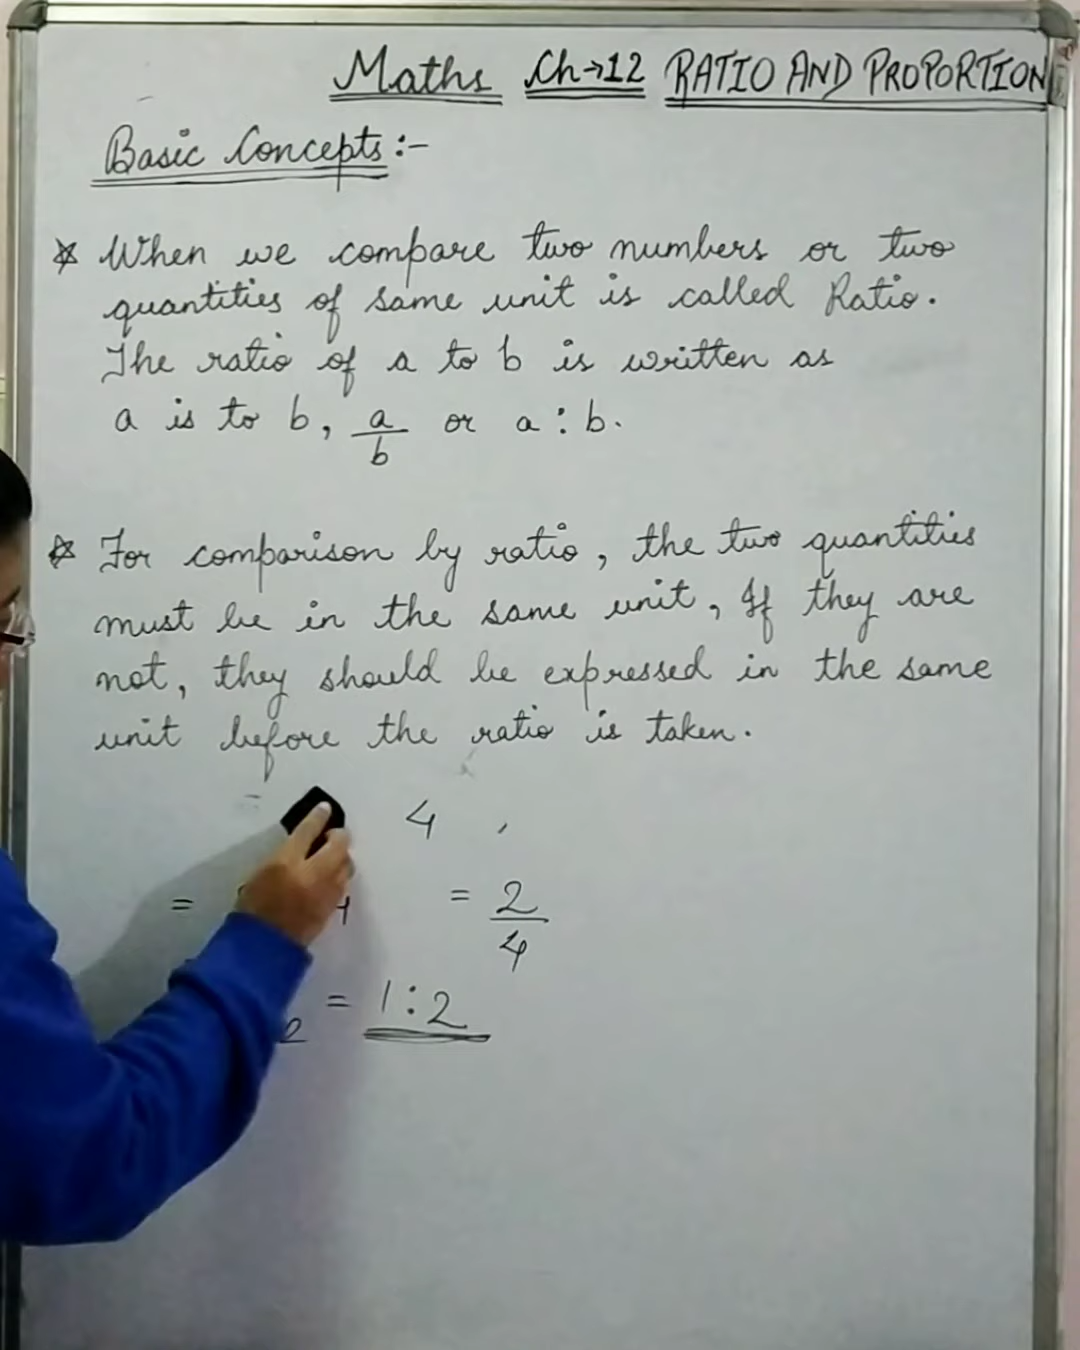 Maths Ch→12 RATIO AND PROPORTION
Basic Concepts:-
☆ When we compare two numbers or two
quantities of same unit is called Ratio.
The ratio of a to b is written as
a is to b, a/b or a:b.
☆ For comparison by ratio, the two quantities
must be in the same unit, If they are
not, they should be expressed in the same
unit before the ratio is taken.
4
= 4 = 2/4
2 = 1:2